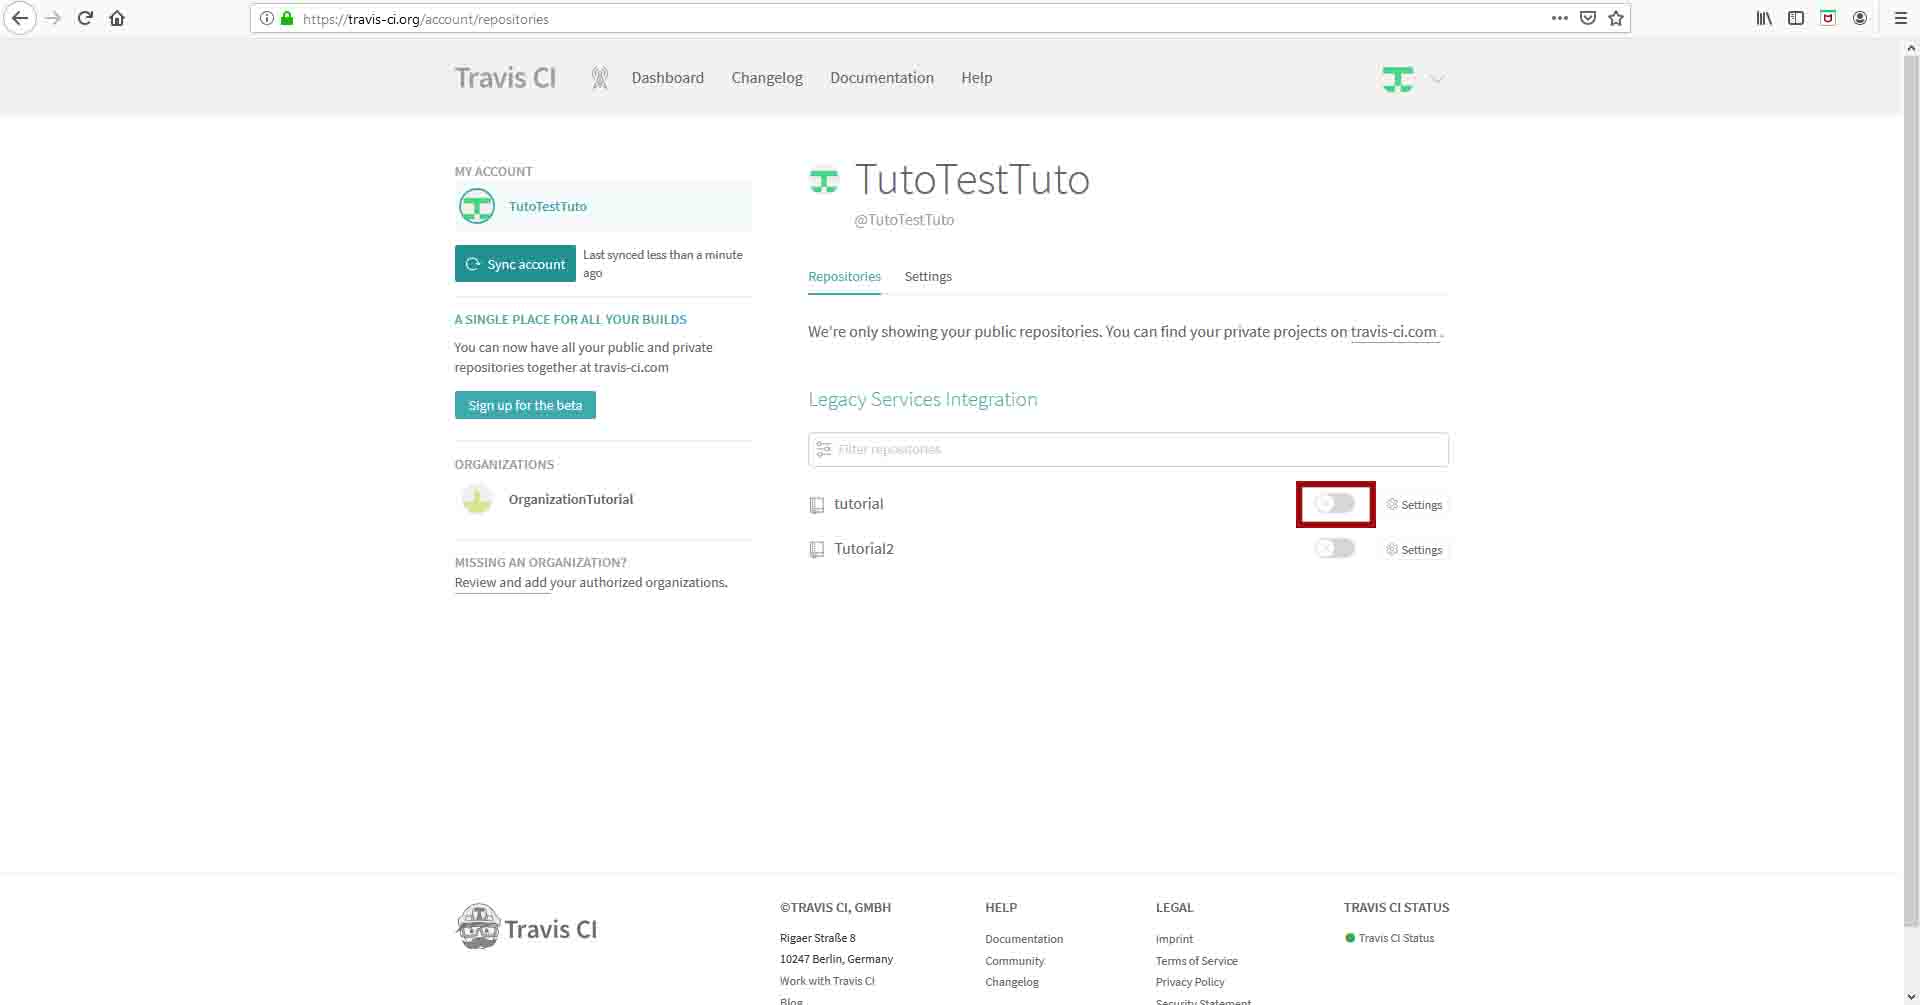 https://travis-ci.org/account/repositories
Travis CI
Dashboard
Changelog
Documentation
Help
MY ACCOUNT
TutoTestTuto
Sync account
Last synced less than a minute
ago
A SINGLE PLACE FOR ALL YOUR BUILDS
You can now have all your public and private
repositories together at travis-ci.com
Sign up for the beta
ORGANIZATIONS
OrganizationTutorial
MISSING AN ORGANIZATION?
Review and add your authorized organizations.
TutoTestTuto
@TutoTestTuto
Repositories
Settings
We're only showing your public repositories. You can find your private projects on travis-ci.com .
Legacy Services Integration
Filter repositories
tutorial
Settings
Tutorial2
Settings
Travis CI
©TRAVIS CI, GMBH
Rigaer Straße 8
10247 Berlin, Germany
Work with Travis CI
Blog
HELP
Documentation
Community
Changelog
LEGAL
Imprint
Terms of Service
Privacy Policy
Security Statement
TRAVIS CI STATUS
Travis CI Status